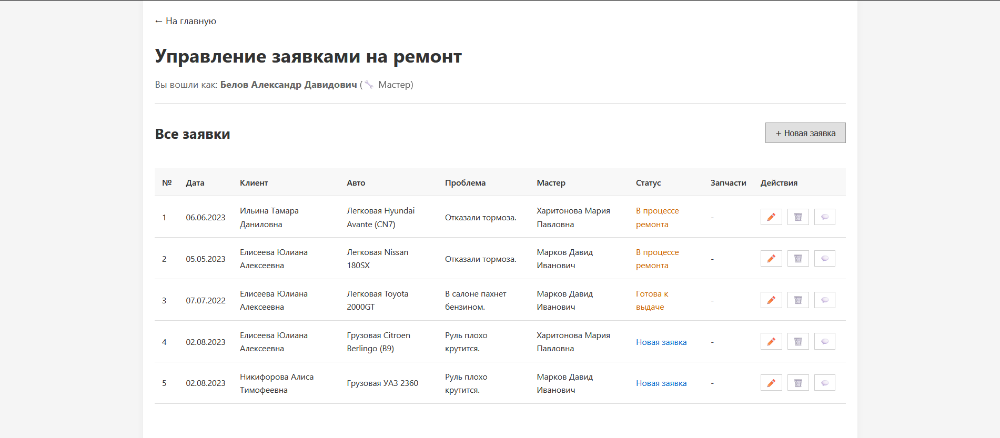 ← На главную
Управление заявками на ремонт
Вы вошли как: Белов Александр Давидович (🔧 Мастер)
Все заявки
+ Новая заявка
№ Дата Клиент Авто Проблема Мастер Статус Запчасти Действия
1 06.06.2023 Ильина Тамара Даниловна Легковая Hyundai Avante (CN7) Отказали тормоза. Харитонова Мария Павловна В процессе ремонта -
2 05.05.2023 Елисеева Юлиана Алексеевна Легковая Nissan 180SX Отказали тормоза. Марков Давид Иванович В процессе ремонта -
3 07.07.2022 Елисеева Юлиана Алексеевна Легковая Toyota 2000GT В салоне пахнет бензином. Марков Давид Иванович Готова к выдаче -
4 02.08.2023 Елисеева Юлиана Алексеевна Грузовая Citroen Berlingo (B9) Руль плохо крутится. Харитонова Мария Павловна Новая заявка -
5 02.08.2023 Никифорова Алиса Тимофеевна Грузовая УАЗ 2360 Руль плохо крутится. Марков Давид Иванович Новая заявка -